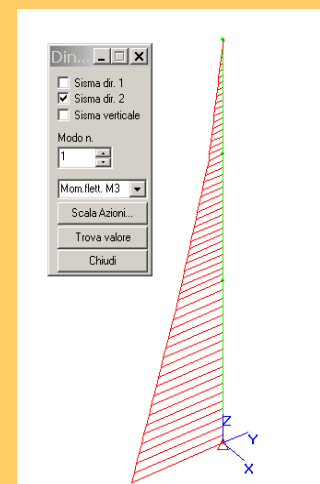 Din...
Sisma dir. 1
Sisma dir. 2
Sisma verticale
Modo n.
1
Mom.flett. M3
Scala Azioni...
Trova valore
Chiudi
Z
Y
X